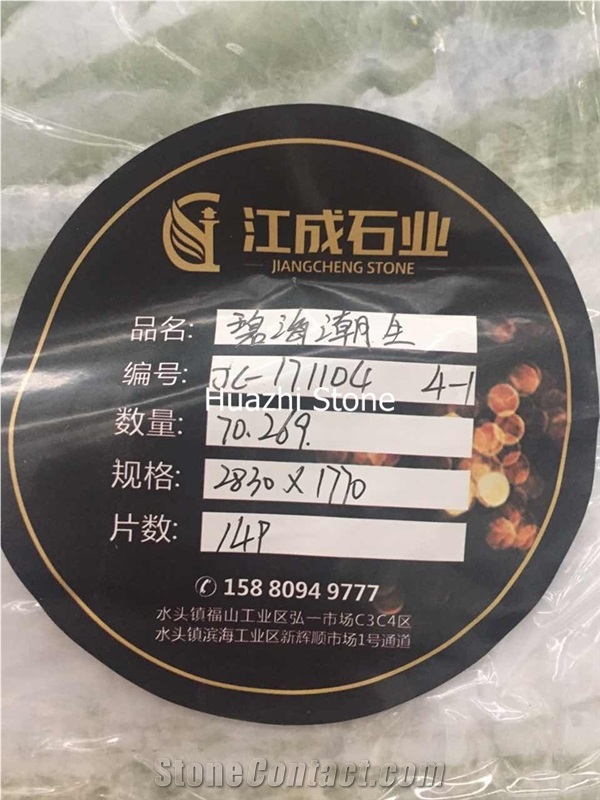 江成石业
JIANGCHENG STONE
品名: 碧海潮生
编号: JC-171104 4-1
Huazhi Stone
数量: 70.269.
规格: 2830 X 1770
片数: 14P
158 8094 9777
水头镇福山工业区弘一市场C3C4区
水头镇滨海工业区新辉顺市场1号通道
StoneContact.com